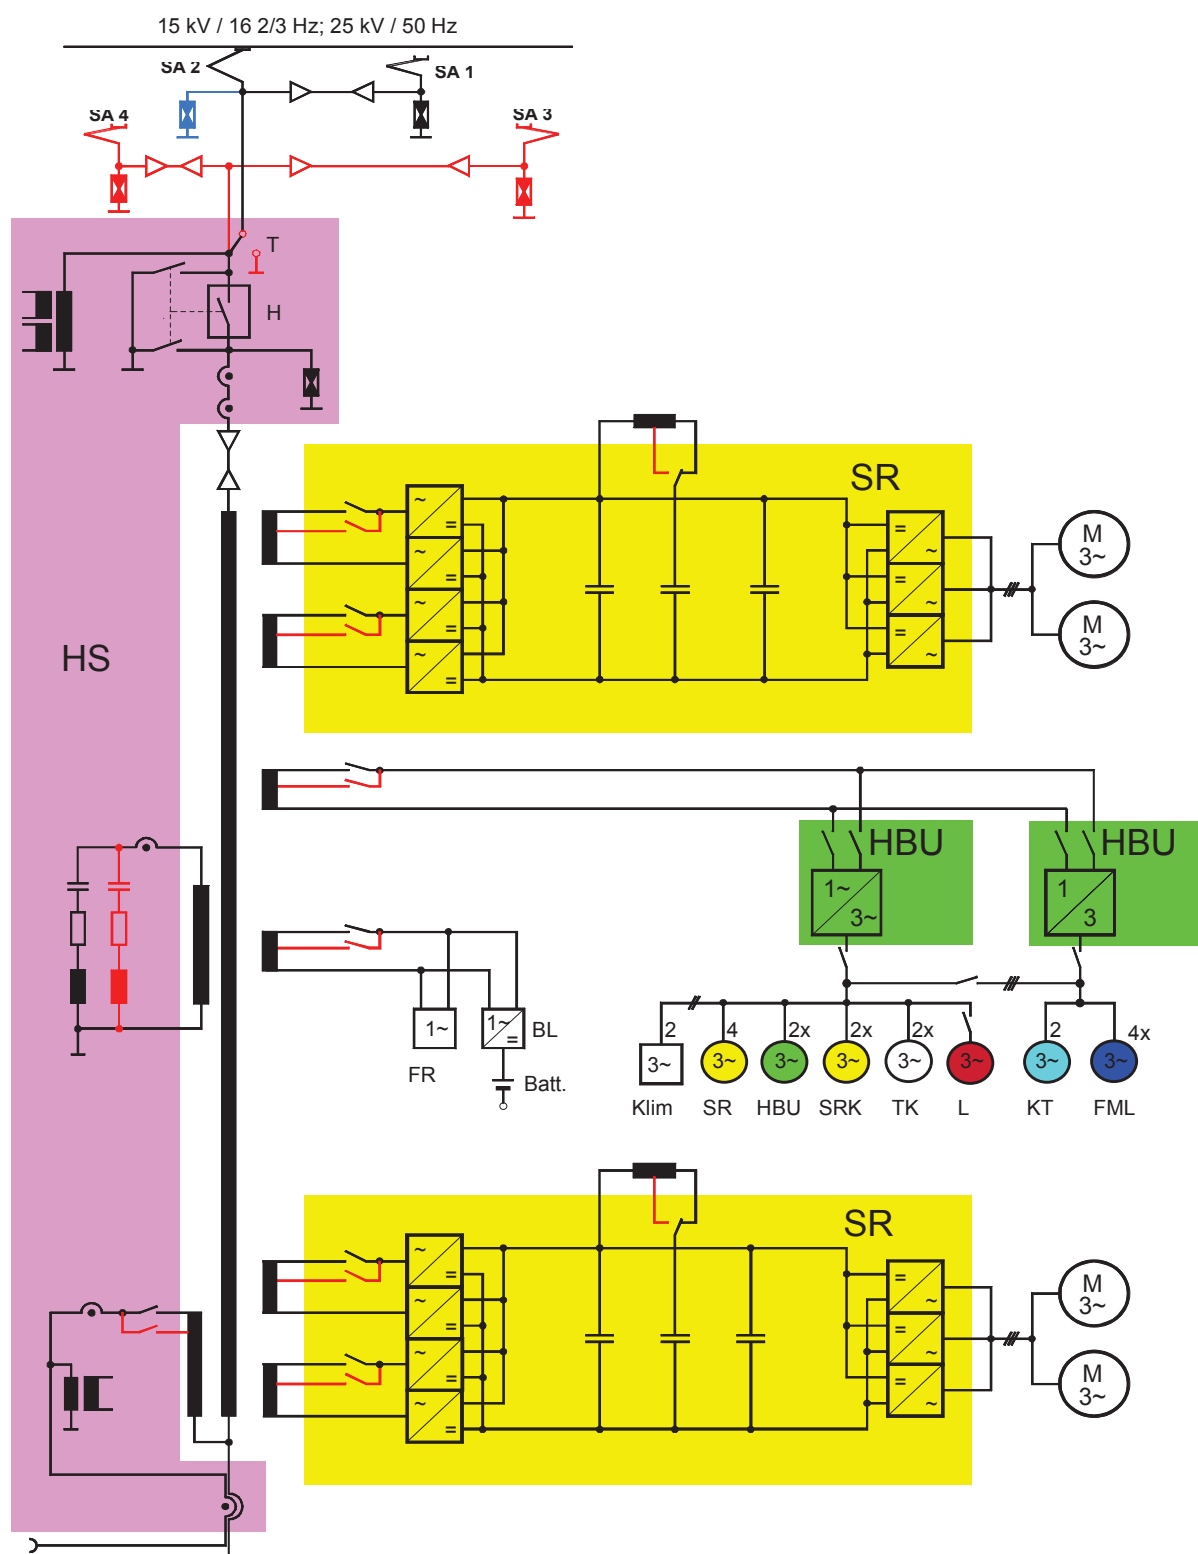 15 kV / 16 2/3 Hz; 25 kV / 50 Hz
SA 2
SA 1
SA 4
SA 3
T
H
HS
SR
~
=
~
=
~
=
~
=
=
~
=
~
=
~
M
3~
M
3~
HBU
HBU
1~
3~
1
3
1~
FR
1~
=
BL
Batt.
2
4
2x
2x
2x
2
4x
3~
3~
3~
3~
3~
3~
3~
3~
Klim
SR
HBU
SRK
TK
L
KT
FML
SR
~
=
~
=
~
=
~
=
=
~
=
~
=
~
M
3~
M
3~